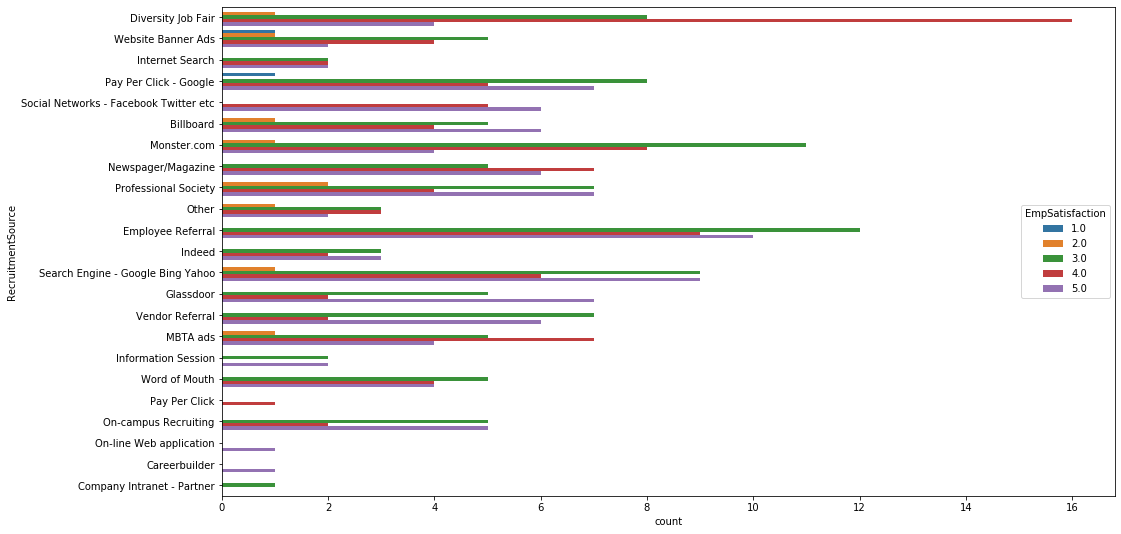 Diversity Job Fair
Website Banner Ads
Internet Search
Pay Per Click - Google
Social Networks - Facebook Twitter etc
Billboard
Monster.com
Newspager/Magazine
Professional Society
Other
Employee Referral
Indeed
Search Engine - Google Bing Yahoo
Glassdoor
Vendor Referral
MBTA ads
Information Session
Word of Mouth
Pay Per Click
On-campus Recruiting
On-line Web application
Careerbuilder
Company Intranet - Partner
RecruitmentSource
0 2 4 6 8 10 12 14 16
count
EmpSatisfaction
1.0
2.0
3.0
4.0
5.0